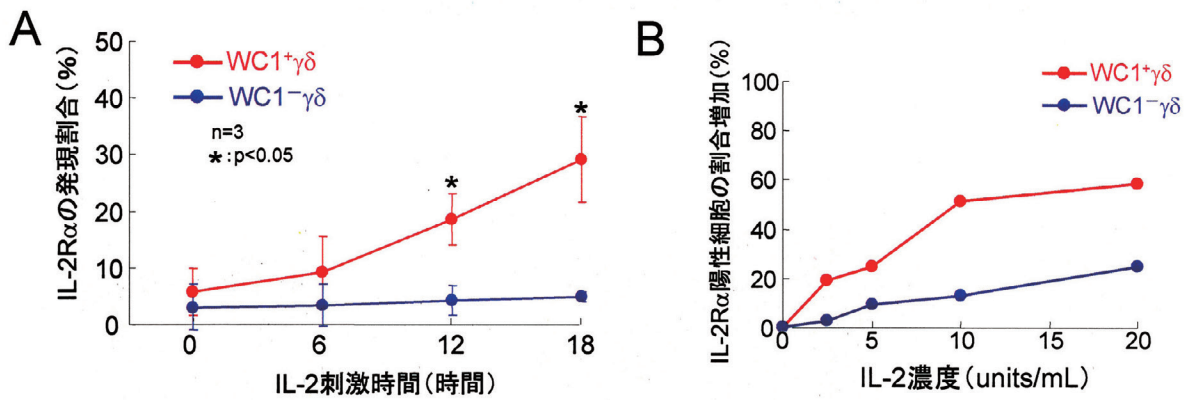 A
IL-2Rαの発現割合(%)
50
40
30
20
10
0
WC1⁺γδ
WC1⁻γδ
n=3
*:p<0.05
*
*
0 6 12 18
IL-2刺激時間(時間)
B
IL-2Rα陽性細胞の割合増加(%)
100
80
60
40
20
0
WC1⁺γδ
WC1⁻γδ
0 5 10 15 20
IL-2濃度(units/mL)